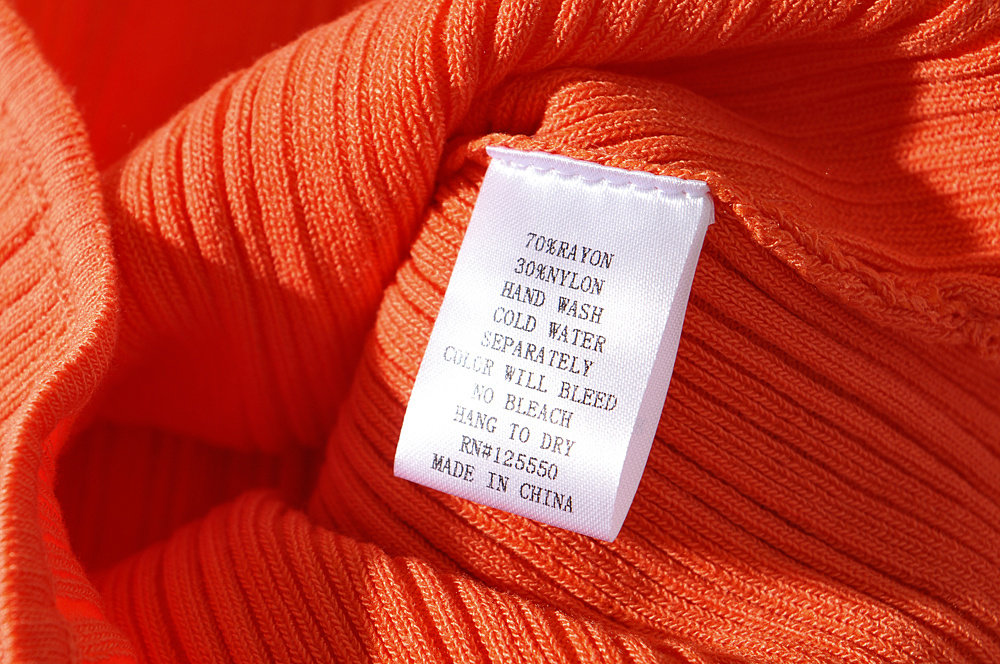 70%RAYON
30%NYLON
HAND WASH
COLD WATER
SEPARATELY
COLOR WILL BLEED
NO BLEACH
HANG TO DRY
RN#125550
MADE IN CHINA